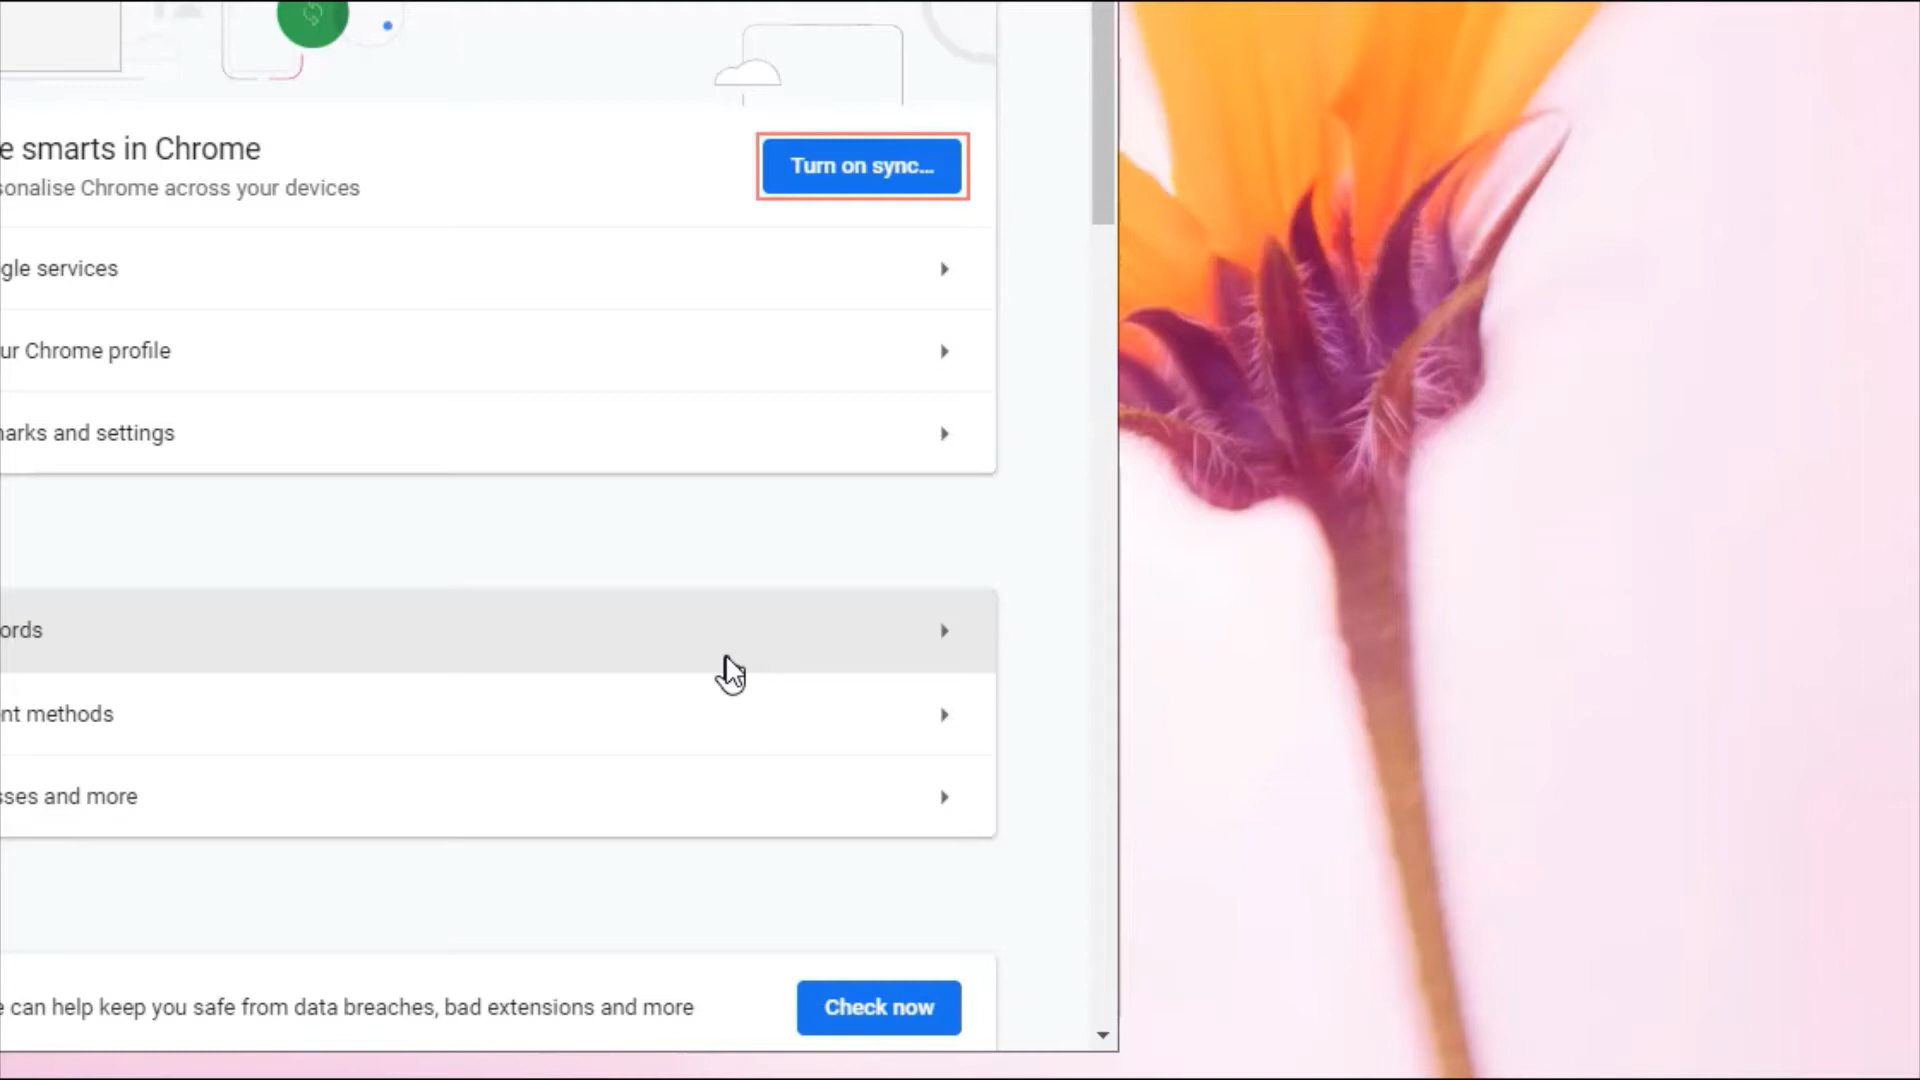 e smarts in Chrome
sonalise Chrome across your devices
Turn on sync...
gle services
ur Chrome profile
arks and settings
ords
nt methods
sses and more
e can help keep you safe from data breaches, bad extensions and more
Check now